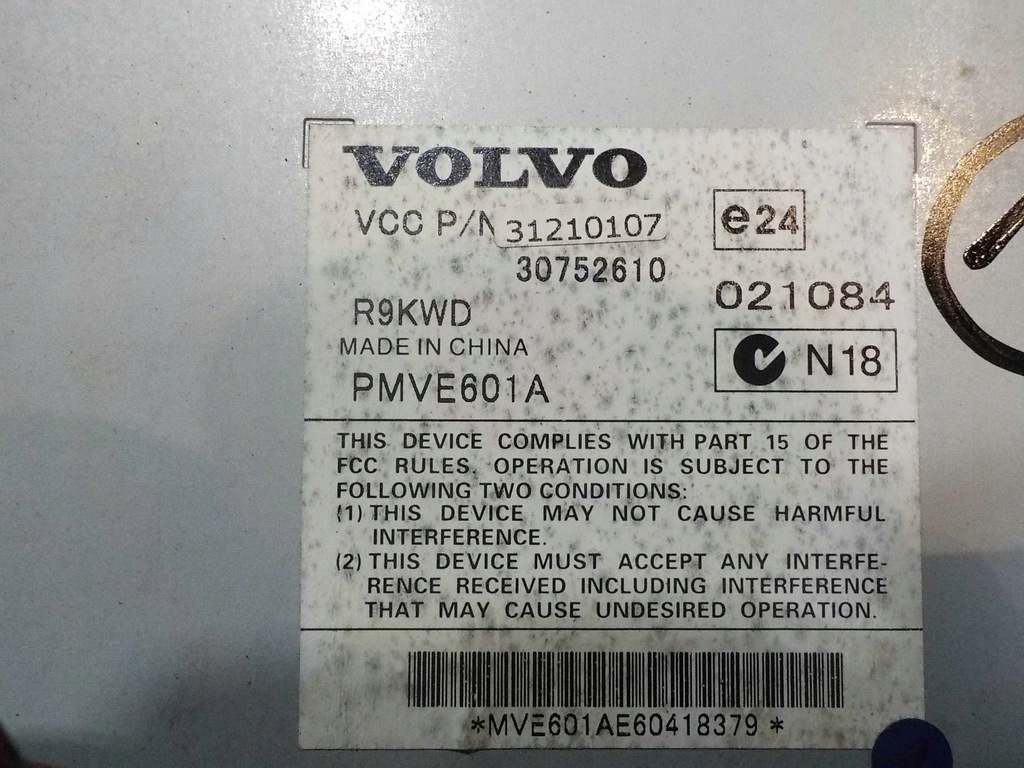 VOLVO
VCC P/N 31210107
30752610
e24
021084
N18
R9KWD
MADE IN CHINA
PMVE601A
THIS DEVICE COMPLIES WITH PART 15 OF THE
FCC RULES. OPERATION IS SUBJECT TO THE
FOLLOWING TWO CONDITIONS:
(1) THIS DEVICE MAY NOT CAUSE HARMFUL
INTERFERENCE.
(2) THIS DEVICE MUST ACCEPT ANY INTERFE-
RENCE RECEIVED INCLUDING INTERFERENCE
THAT MAY CAUSE UNDESIRED OPERATION.
*MVE601AE60418379*